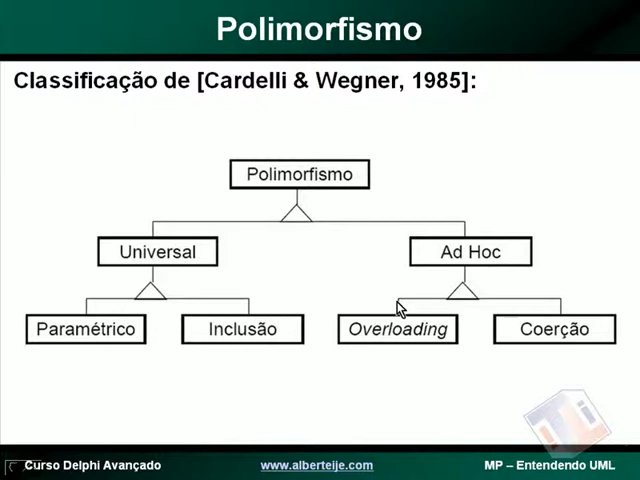 Polimorfismo
Classificação de [Cardelli & Wegner, 1985]:
Polimorfismo
Universal
Ad Hoc
Paramétrico
Inclusão
Overloading
Coerção
Curso Delphi Avançado
www.alberteije.com
MP – Entendendo UML